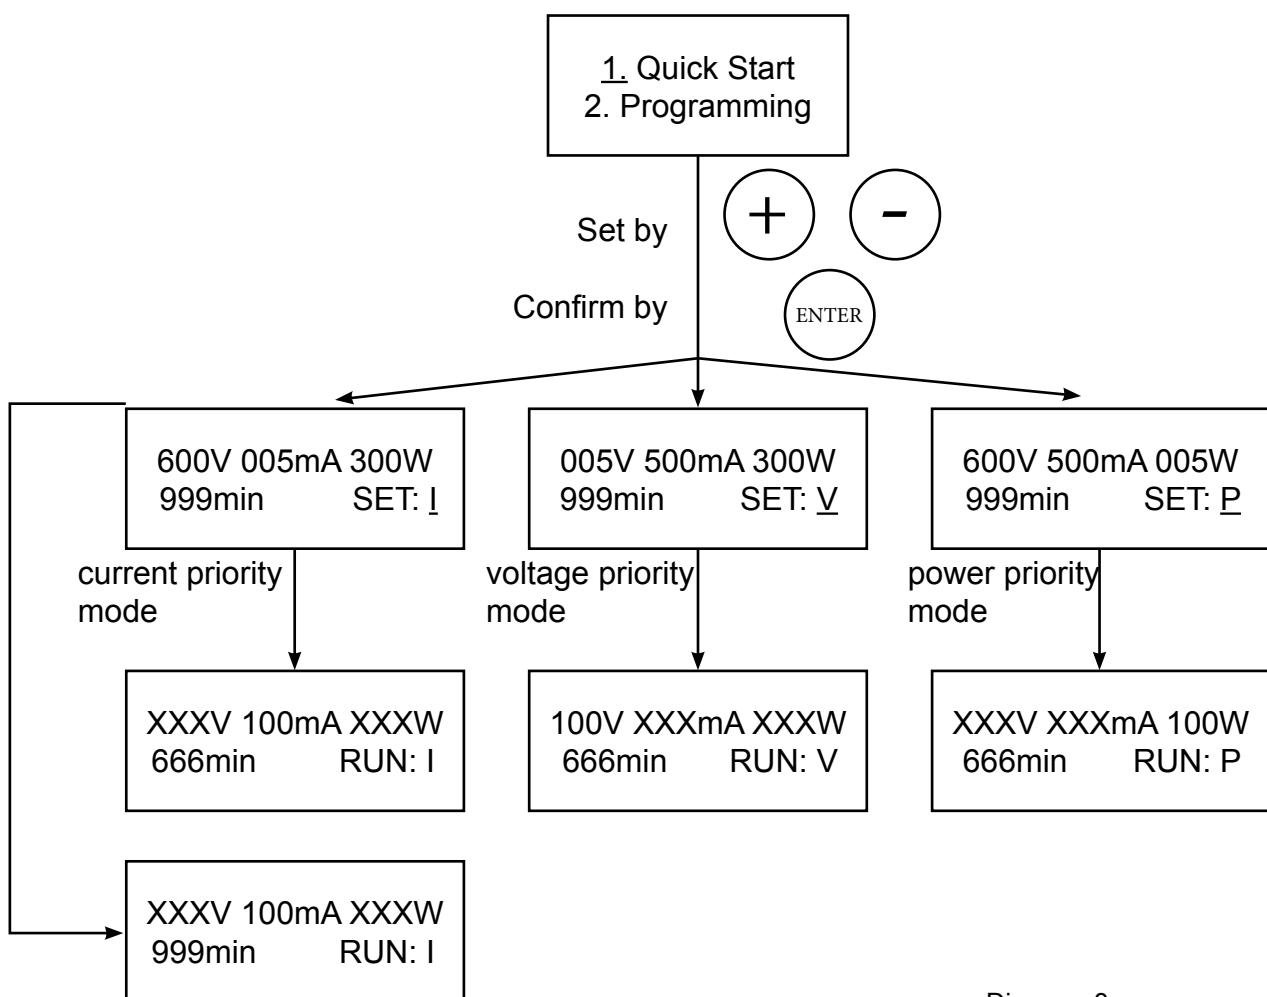 1. Quick Start
2. Programming
+ -
Set by
Confirm by
ENTER
600V 005mA 300W
999min SET: I
005V 500mA 300W
999min SET: V
600V 500mA 005W
999min SET: P
current priority
mode
voltage priority
mode
power priority
mode
XXXV 100mA XXXW
666min RUN: I
100V XXXmA XXXW
666min RUN: V
XXXV XXXmA 100W
666min RUN: P
XXXV 100mA XXXW
999min RUN: I